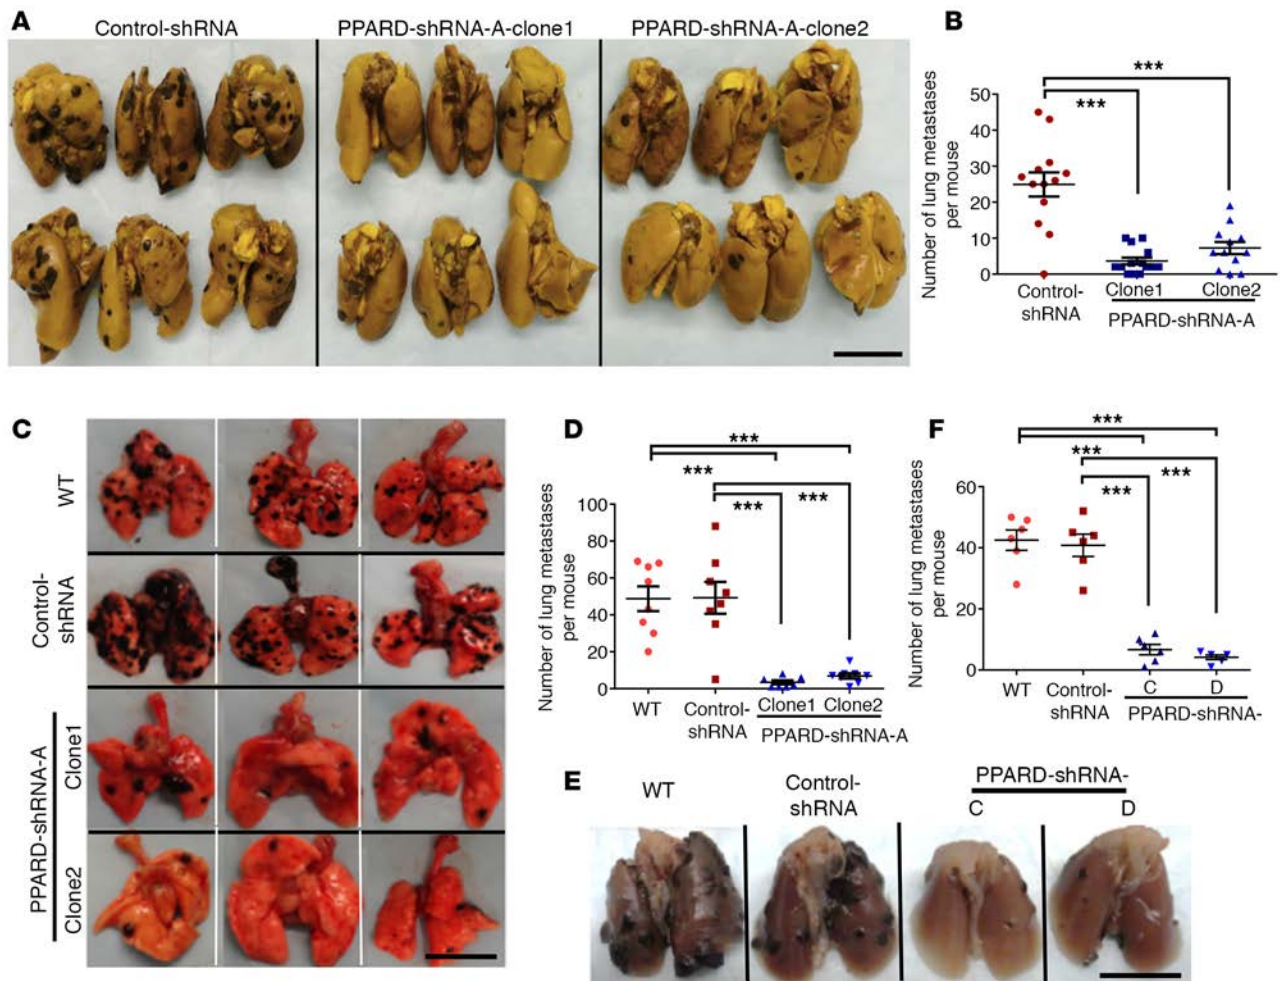 A
Control-shRNA
PPARD-shRNA-A-clone1
PPARD-shRNA-A-clone2
B
Number of lung metastases
per mouse
50
40
30
20
10
0
***
***
Control-
shRNA
Clone1
Clone2
PPARD-shRNA-A
C
WT
Control-
shRNA
PPARD-shRNA-A
Clone1
Clone2
D
Number of lung metastases
per mouse
100
80
60
40
20
0
***
***
***
***
WT
Control-
shRNA
Clone1
Clone2
PPARD-shRNA-A
F
Number of lung metastases
per mouse
60
40
20
0
***
***
***
***
WT
Control-
shRNA
C
D
PPARD-shRNA-
E
WT
Control-
shRNA
PPARD-shRNA-
C
D